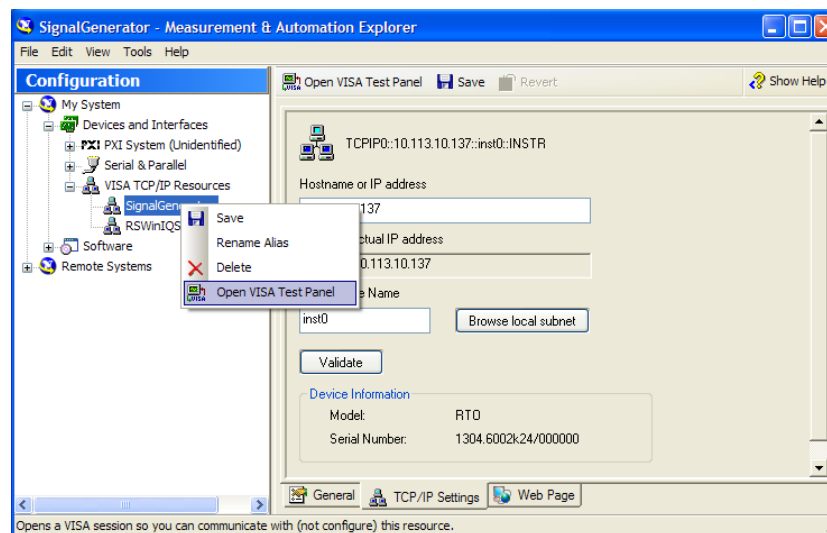 SignalGenerator - Measurement & Automation Explorer
File Edit View Tools Help
Configuration
Open VISA Test Panel Save Revert Show Help
My System
Devices and Interfaces
PXI PXI System (Unidentified)
Serial & Parallel
VISA TCP/IP Resources
SignalGen
RSWinIQS
Software
Remote Systems
Save
Rename Alias
Delete
VISA Open VISA Test Panel
TCPIP0::10.113.10.137::inst0::INSTR
Hostname or IP address
137
ctual IP address
0.113.10.137
Name
inst0 Browse local subnet
Validate
Device Information
Model: RTO
Serial Number: 1304.6002k24/000000
General TCP/IP Settings Web Page
Opens a VISA session so you can communicate with (not configure) this resource.